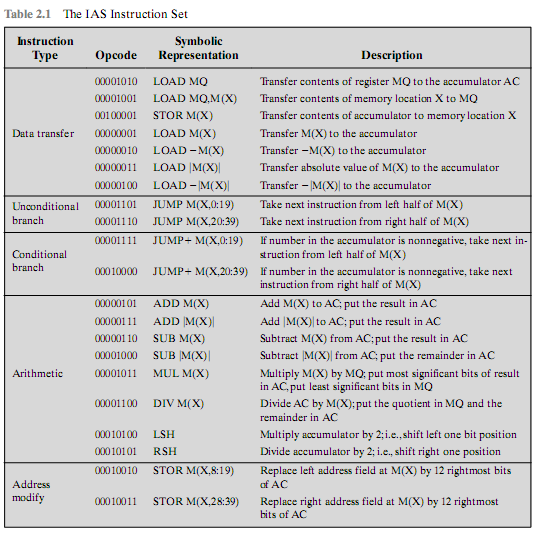 Table 2.1 The IAS Instruction Set
Instruction Type Opcode Symbolic Representation Description
Data transfer
00001010 LOAD MQ Transfer contents of register MQ to the accumulator AC
00001001 LOAD MQ,M(X) Transfer contents of memory location X to MQ
00100001 STOR M(X) Transfer contents of accumulator to memory location X
00000001 LOAD M(X) Transfer M(X) to the accumulator
00000010 LOAD −M(X) Transfer −M(X) to the accumulator
00000011 LOAD |M(X)| Transfer absolute value of M(X) to the accumulator
00000100 LOAD −|M(X)| Transfer −|M(X)| to the accumulator
Unconditional
branch
00001101 JUMP M(X,0:19) Take next instruction from left half of M(X)
00001110 JUMP M(X,20:39) Take next instruction from right half of M(X)
Conditional
branch
00001111 JUMP+ M(X,0:19) If number in the accumulator is nonnegative, take next in-
struction from left half of M(X)
00010000 JUMP+ M(X,20:39) If number in the accumulator is nonnegative, take next
instruction from right half of M(X)
Arithmetic
00000101 ADD M(X) Add M(X) to AC; put the result in AC
00000111 ADD |M(X)| Add |M(X)| to AC; put the result in AC
00000110 SUB M(X) Subtract M(X) from AC; put the result in AC
00001000 SUB |M(X)| Subtract |M(X)| from AC; put the remainder in AC
00001011 MUL M(X) Multiply M(X) by MQ; put most significant bits of result
in AC, put least significant bits in MQ
00001100 DIV M(X) Divide AC by M(X); put the quotient in MQ and the
remainder in AC
00010100 LSH Multiply accumulator by 2; i.e., shift left one bit position
00010101 RSH Divide accumulator by 2; i.e., shift right one position
Address
modify
00010010 STOR M(X,8:19) Replace left address field at M(X) by 12 rightmost bits
of AC
00010011 STOR M(X,28:39) Replace right address field at M(X) by 12 rightmost
bits of AC